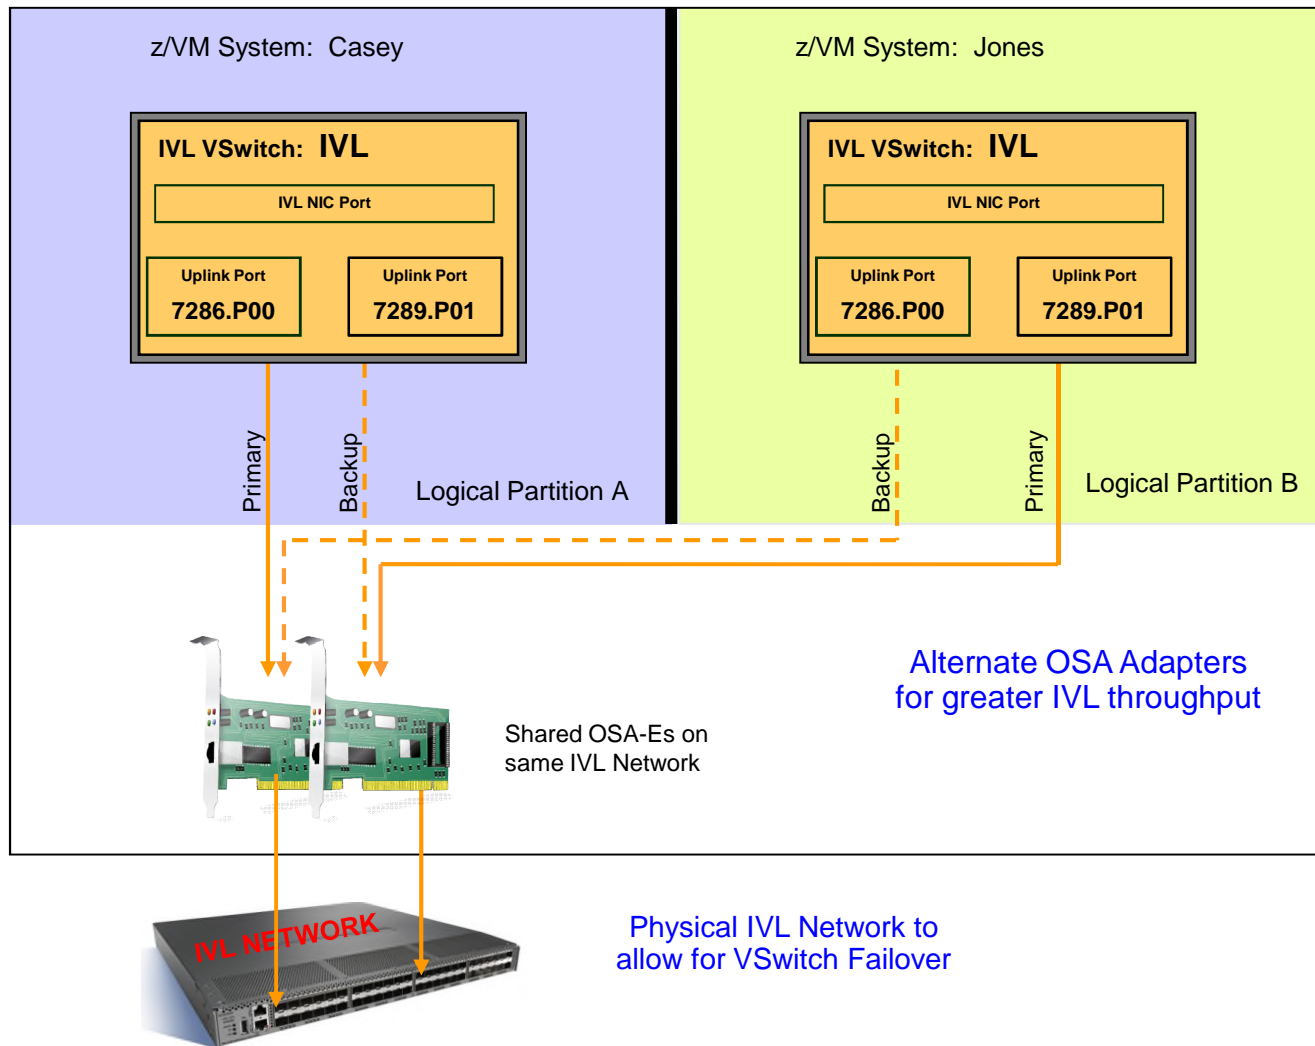 z/VM System:  Casey
z/VM System:  Jones
IVL VSwitch:  IVL
IVL NIC Port
Uplink Port
7286.P00
Uplink Port
7289.P01
IVL VSwitch:  IVL
IVL NIC Port
Uplink Port
7286.P00
Uplink Port
7289.P01
Primary
Backup
Logical Partition A
Backup
Primary
Logical Partition B
Alternate OSA Adapters
for greater IVL throughput
Shared OSA-Es on
same IVL Network
IVL NETWORK
Physical IVL Network to
allow for VSwitch Failover